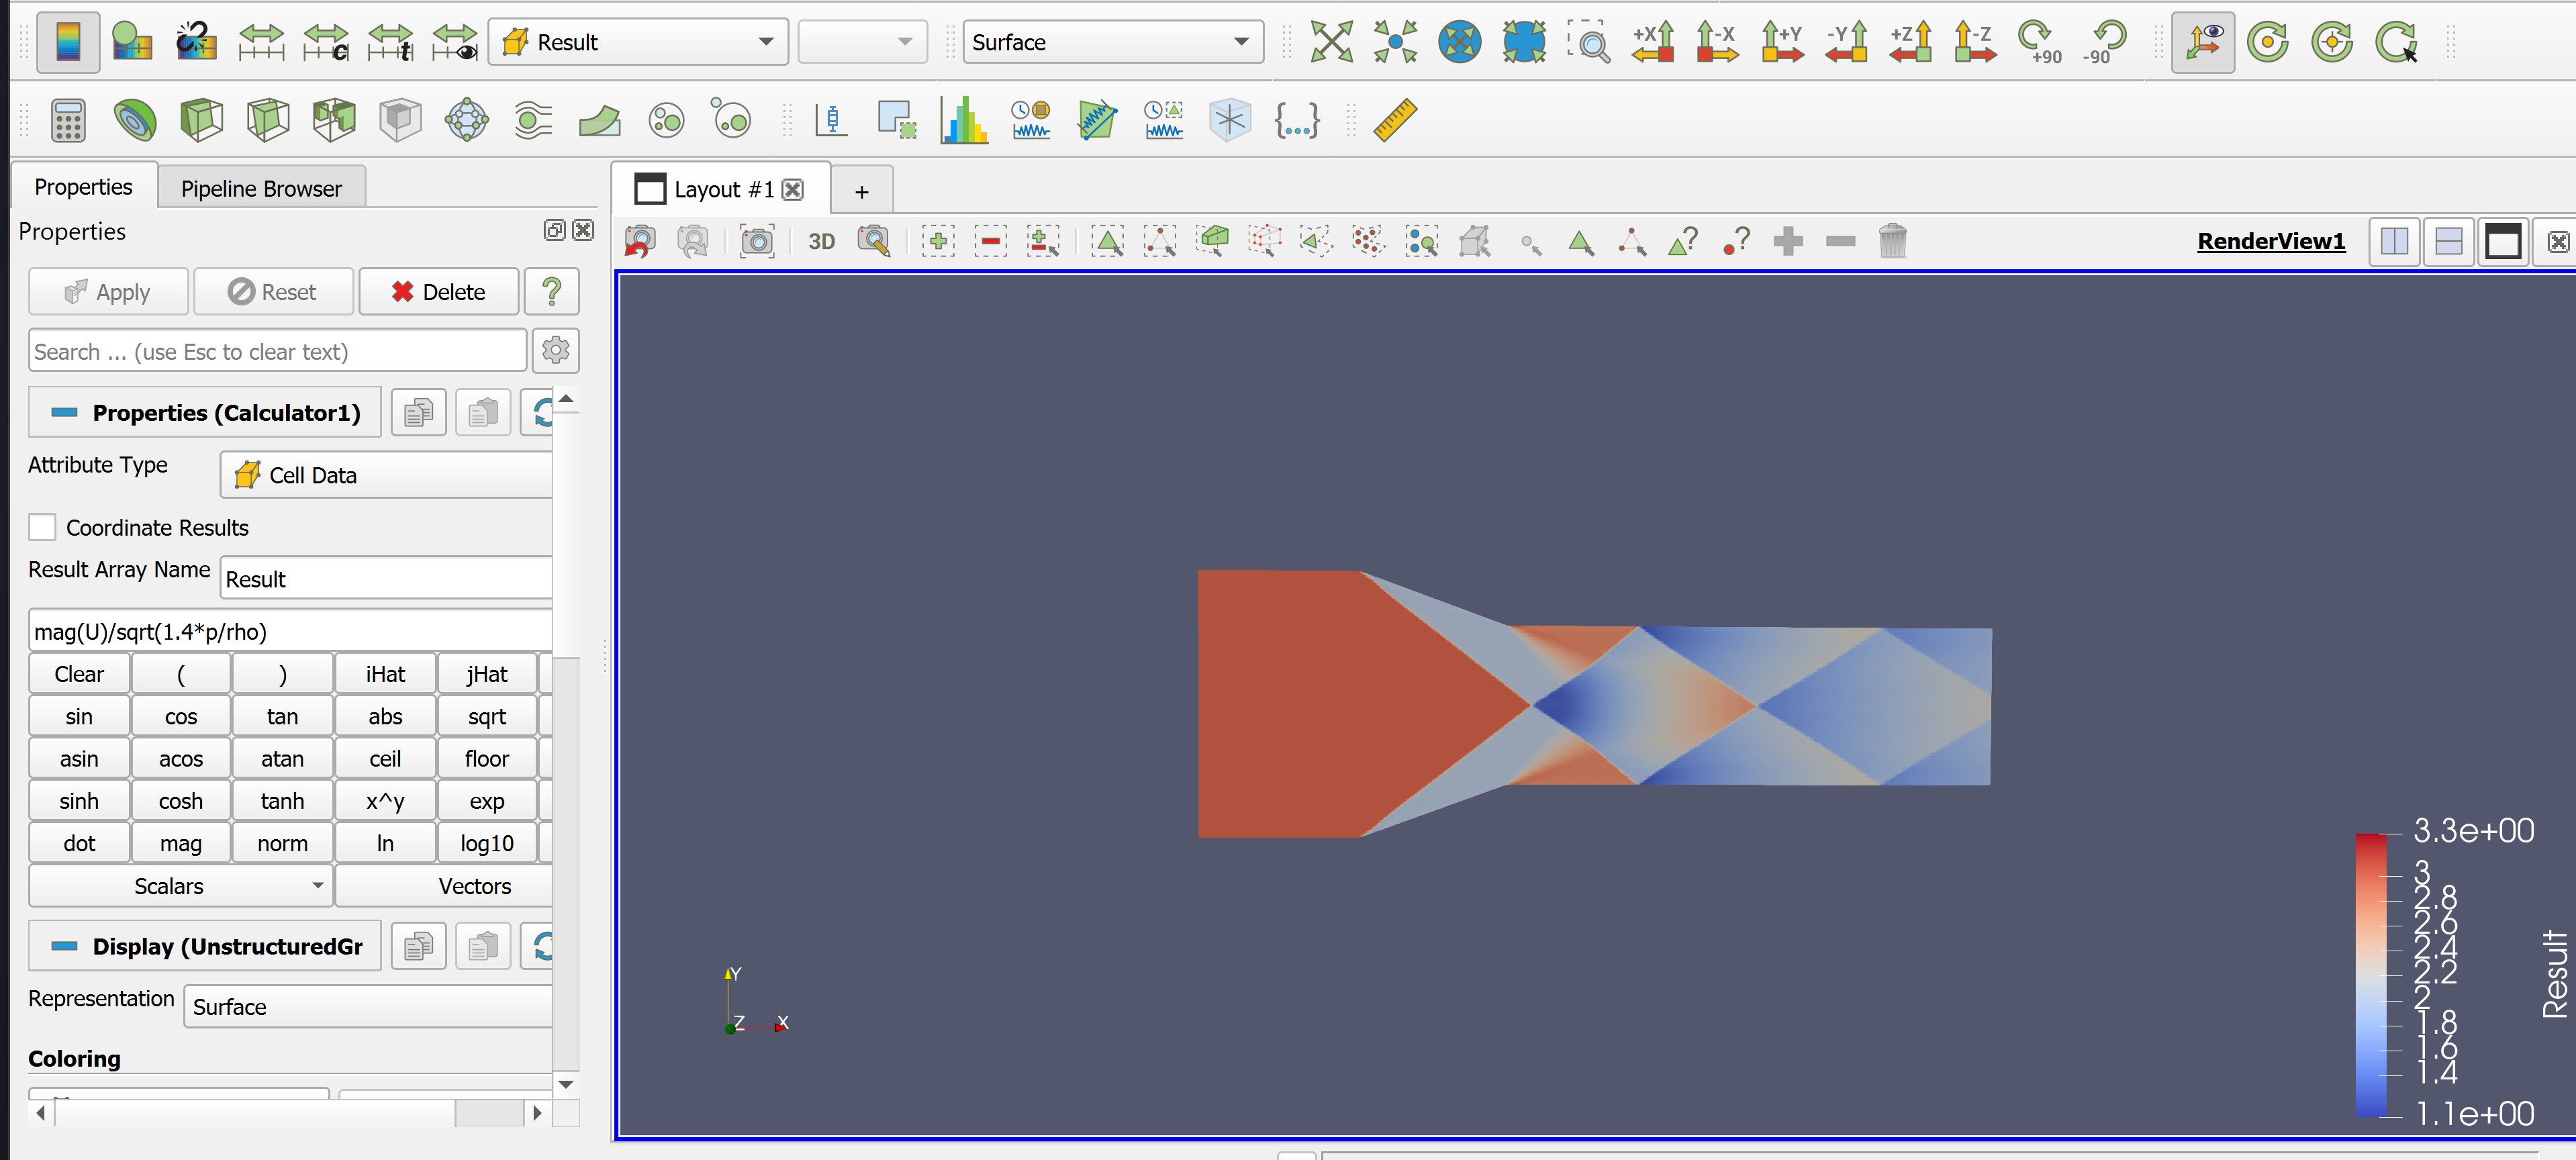 Result
Surface
+X
-X
+Y
-Y
+Z
-Z
+90
-90
c
t
{...}
Properties
Pipeline Browser
Layout #1
+
Properties
3D
RenderView1
Apply
Reset
Delete
?
Search ... (use Esc to clear text)
Properties (Calculator1)
Attribute Type
Cell Data
Coordinate Results
Result Array Name
Result
mag(U)/sqrt(1.4*p/rho)
Clear ( ) iHat jHat
sin cos tan abs sqrt
asin acos atan ceil floor
sinh cosh tanh x^y exp
dot mag norm ln log10
Scalars
Vectors
Display (UnstructuredGr
Representation
Surface
Coloring
Y
Z
X
3.3e+00
3
2.8
2.6
2.4
2.2
2
1.8
1.6
1.4
1.1e+00
Result